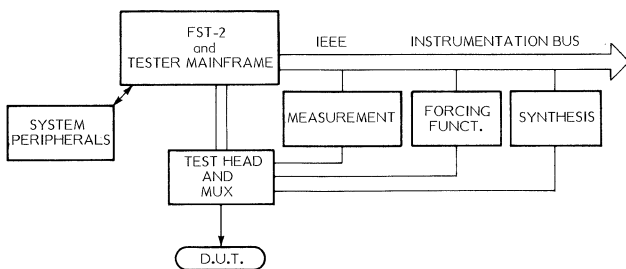 FST-2
and
TESTER MAINFRAME
IEEE INSTRUMENTATION BUS
SYSTEM
PERIPHERALS
MEASUREMENT
FORCING
FUNCT.
SYNTHESIS
TEST HEAD
AND
MUX
D.U.T.